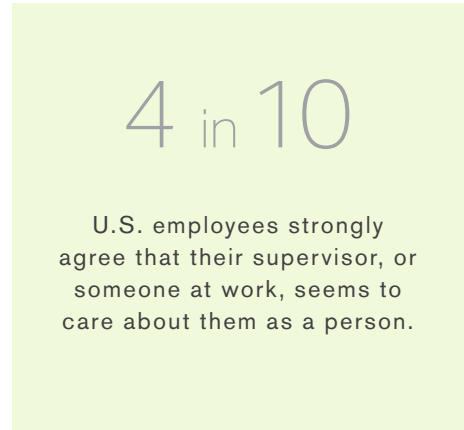 4 in 10
U.S. employees strongly
agree that their supervisor, or
someone at work, seems to
care about them as a person.